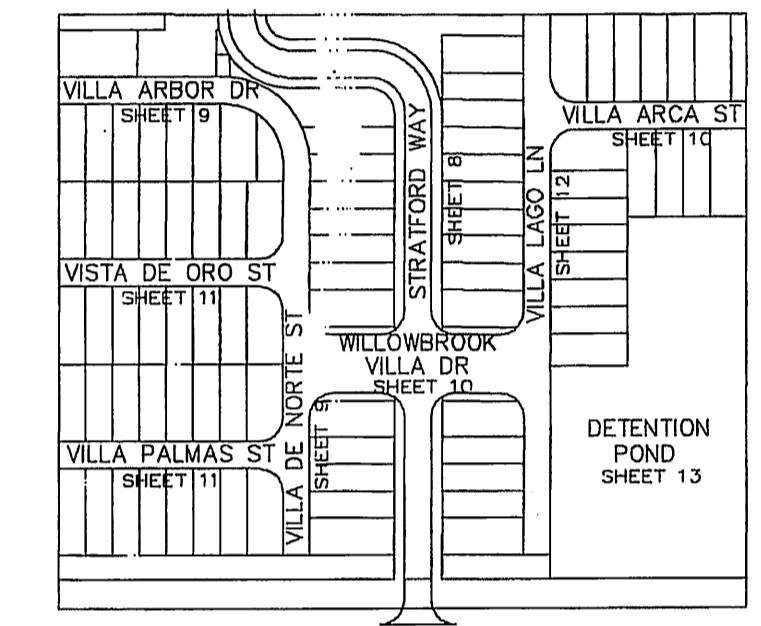 VILLA ARBOR DR
SHEET 9
VISTA DE ORO ST
SHEET 11
VILLA PALMAS ST
SHEET 11
VILLA DE NORTE ST
SHEET 9
STRATFORD WAY
SHEET 8
WILLOWBROOK
VILLA DR
SHEET 10
VILLA LAGO LN
SHEET 12
VILLA ARCA ST
SHEET 10
DETENTION
POND
SHEET 13